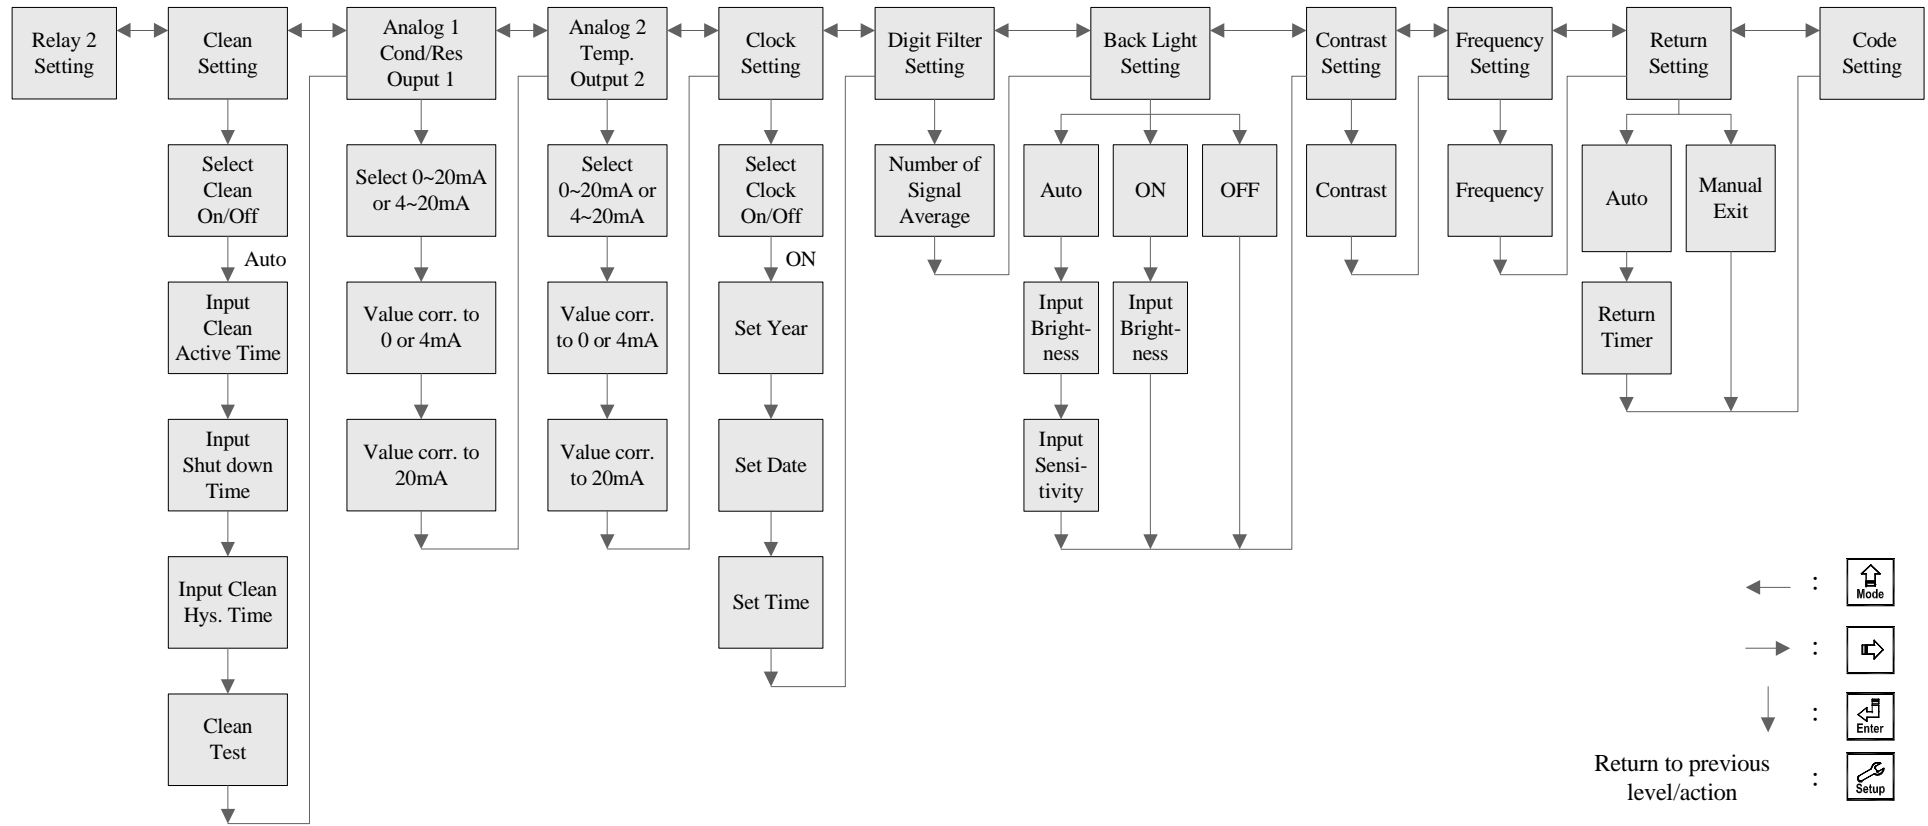 Relay 2
Setting
Clean
Setting
Analog 1
Cond/Res
Ouput 1
Analog 2
Temp.
Output 2
Clock
Setting
Digit Filter
Setting
Back Light
Setting
Contrast
Setting
Frequency
Setting
Return
Setting
Code
Setting
Select
Clean
On/Off
Select 0~20mA
or 4~20mA
Select
0~20mA or
4~20mA
Select
Clock
On/Off
Number of
Signal
Average
Auto
ON
OFF
Contrast
Frequency
Auto
Manual
Exit
Auto
ON
Input
Clean
Active Time
Value corr. to
0 or 4mA
Value corr.
to 0 or 4mA
Set Year
Input
Bright-
ness
Input
Bright-
ness
Return
Timer
Input
Shut down
Time
Value corr. to
20mA
Value corr.
to 20mA
Set Date
Input
Sensi-
tivity
Input Clean
Hys. Time
Set Time
Clean
Test
:
Mode
:
:
Enter
Return to previous
level/action
:
Setup